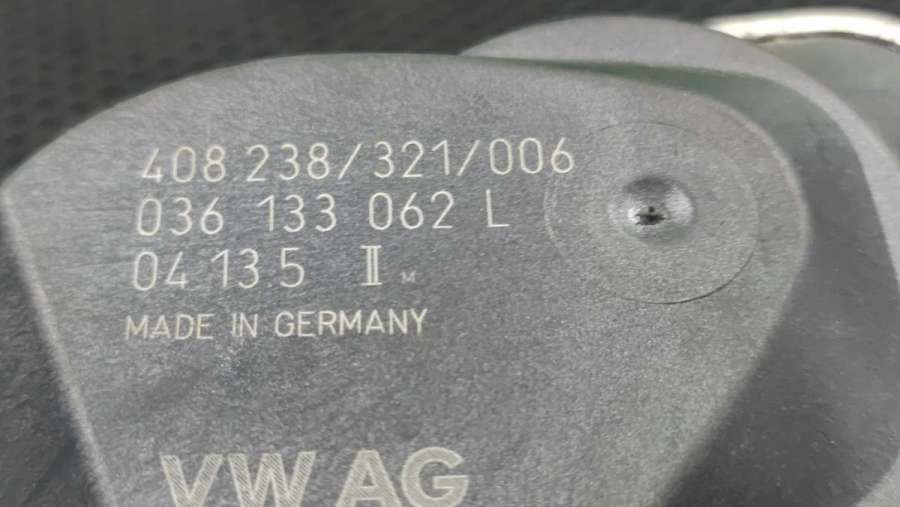 408 238/321/006
036 133 062 L
04 13 5 II M
MADE IN GERMANY
VW AG